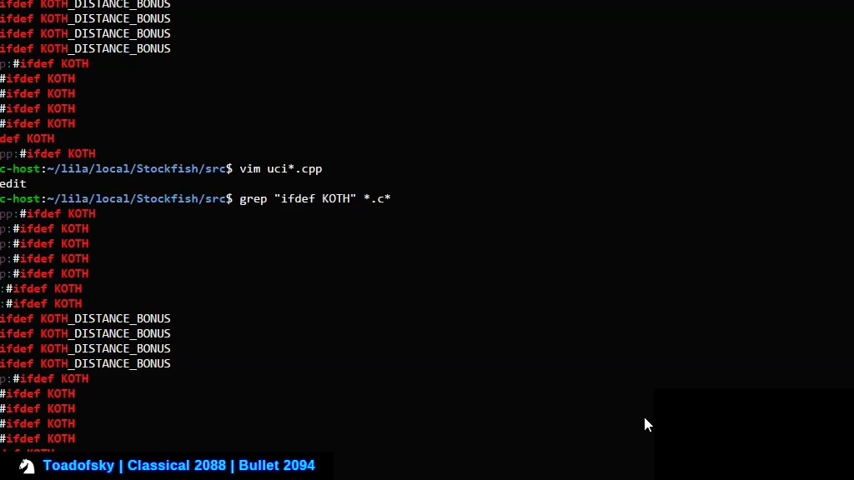 ifdef KOTH_DISTANCE_BONUS
ifdef KOTH_DISTANCE_BONUS
ifdef KOTH_DISTANCE_BONUS
ifdef KOTH_DISTANCE_BONUS
p:#ifdef KOTH
#ifdef KOTH
#ifdef KOTH
#ifdef KOTH
#ifdef KOTH
def KOTH
pp:#ifdef KOTH
c-host:~/lila/local/Stockfish/src$ vim uci*.cpp
edit
c-host:~/lila/local/Stockfish/src$ grep "ifdef KOTH" *.c*
pp:#ifdef KOTH
p:#ifdef KOTH
p:#ifdef KOTH
p:#ifdef KOTH
p:#ifdef KOTH
:#ifdef KOTH
:#ifdef KOTH
ifdef KOTH_DISTANCE_BONUS
ifdef KOTH_DISTANCE_BONUS
ifdef KOTH_DISTANCE_BONUS
ifdef KOTH_DISTANCE_BONUS
p:#ifdef KOTH
#ifdef KOTH
#ifdef KOTH
#ifdef KOTH
#ifdef KOTH
Toadofsky | Classical 2088 | Bullet 2094